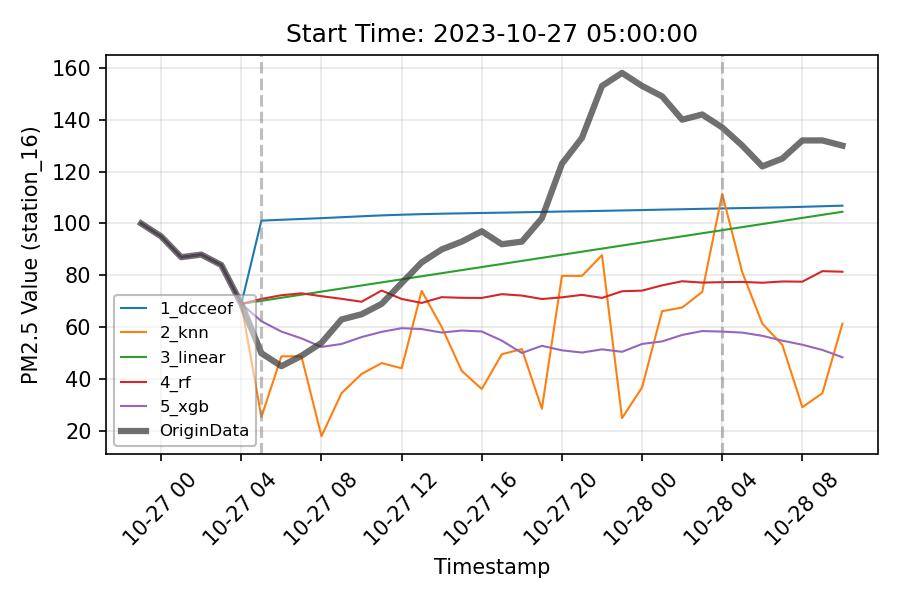 Start Time: 2023-10-27 05:00:00
PM2.5 Value (station_16)
160
140
120
100
80
60
40
20
1_dcceof
2_knn
3_linear
4_rf
5_xgb
OriginData
10-27 00
10-27 04
10-27 08
10-27 12
10-27 16
10-27 20
10-28 00
10-28 04
10-28 08
Timestamp